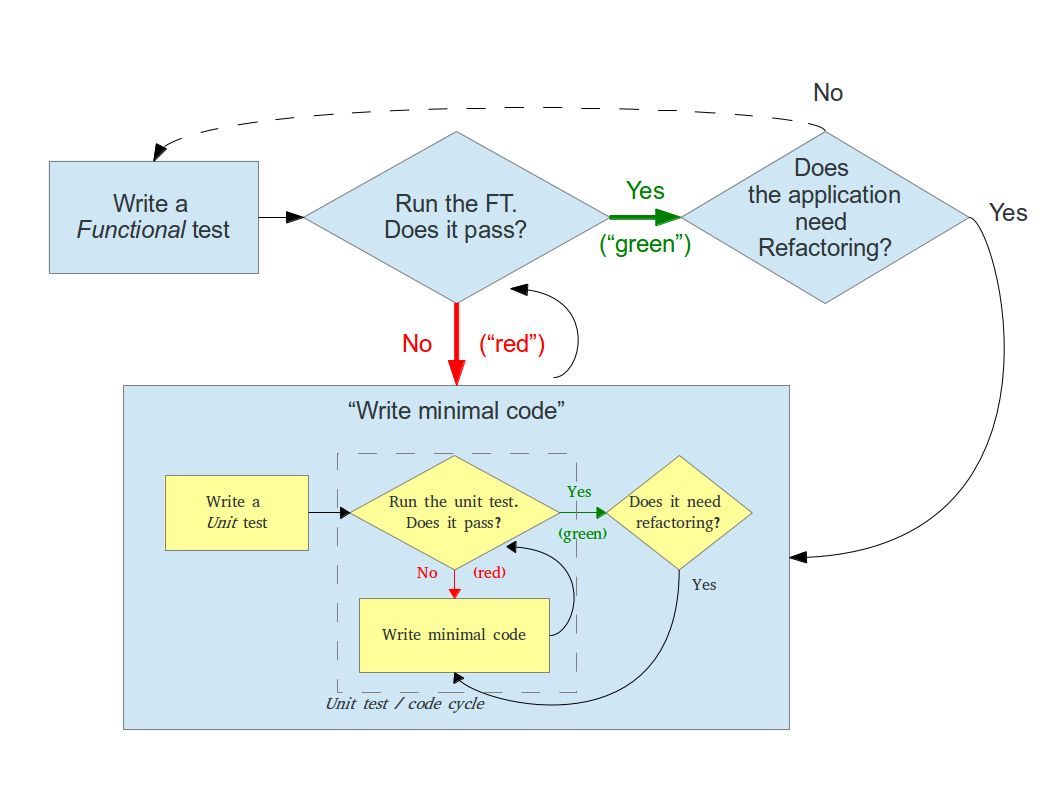 No
Write a
Functional test
Run the FT.
Does it pass?
Yes
(“green”)
Does
the application
need
Refactoring?
Yes
No (“red”)
“Write minimal code”
Write a
Unit test
Run the unit test.
Does it pass?
Yes
(green)
Does it need
refactoring?
No (red)
Yes
Write minimal code
Unit test / code cycle